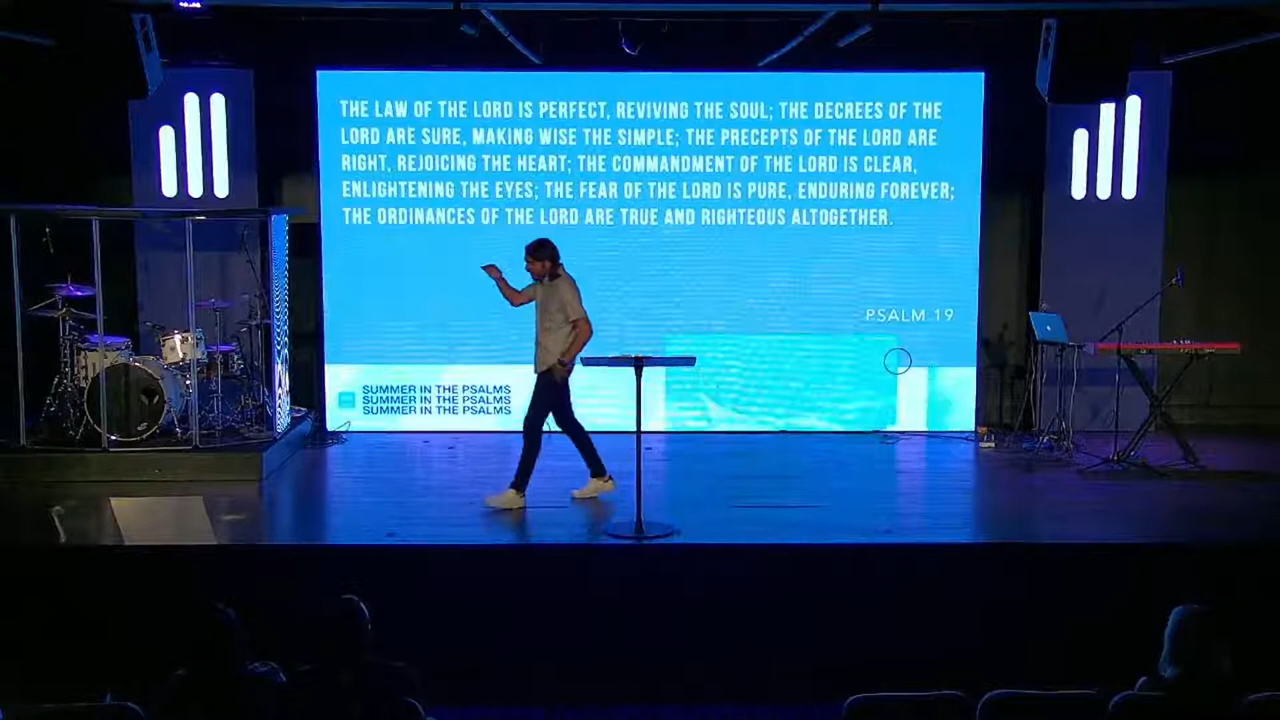 THE LAW OF THE LORD IS PERFECT, REVIVING THE SOUL; THE DECREES OF THE
LORD ARE SURE, MAKING WISE THE SIMPLE; THE PRECEPTS OF THE LORD ARE
RIGHT, REJOICING THE HEART; THE COMMANDMENT OF THE LORD IS CLEAR,
ENLIGHTENING THE EYES; THE FEAR OF THE LORD IS PURE, ENDURING FOREVER;
THE ORDINANCES OF THE LORD ARE TRUE AND RIGHTEOUS ALTOGETHER.
PSALM 19
SUMMER IN THE PSALMS
SUMMER IN THE PSALMS
SUMMER IN THE PSALMS